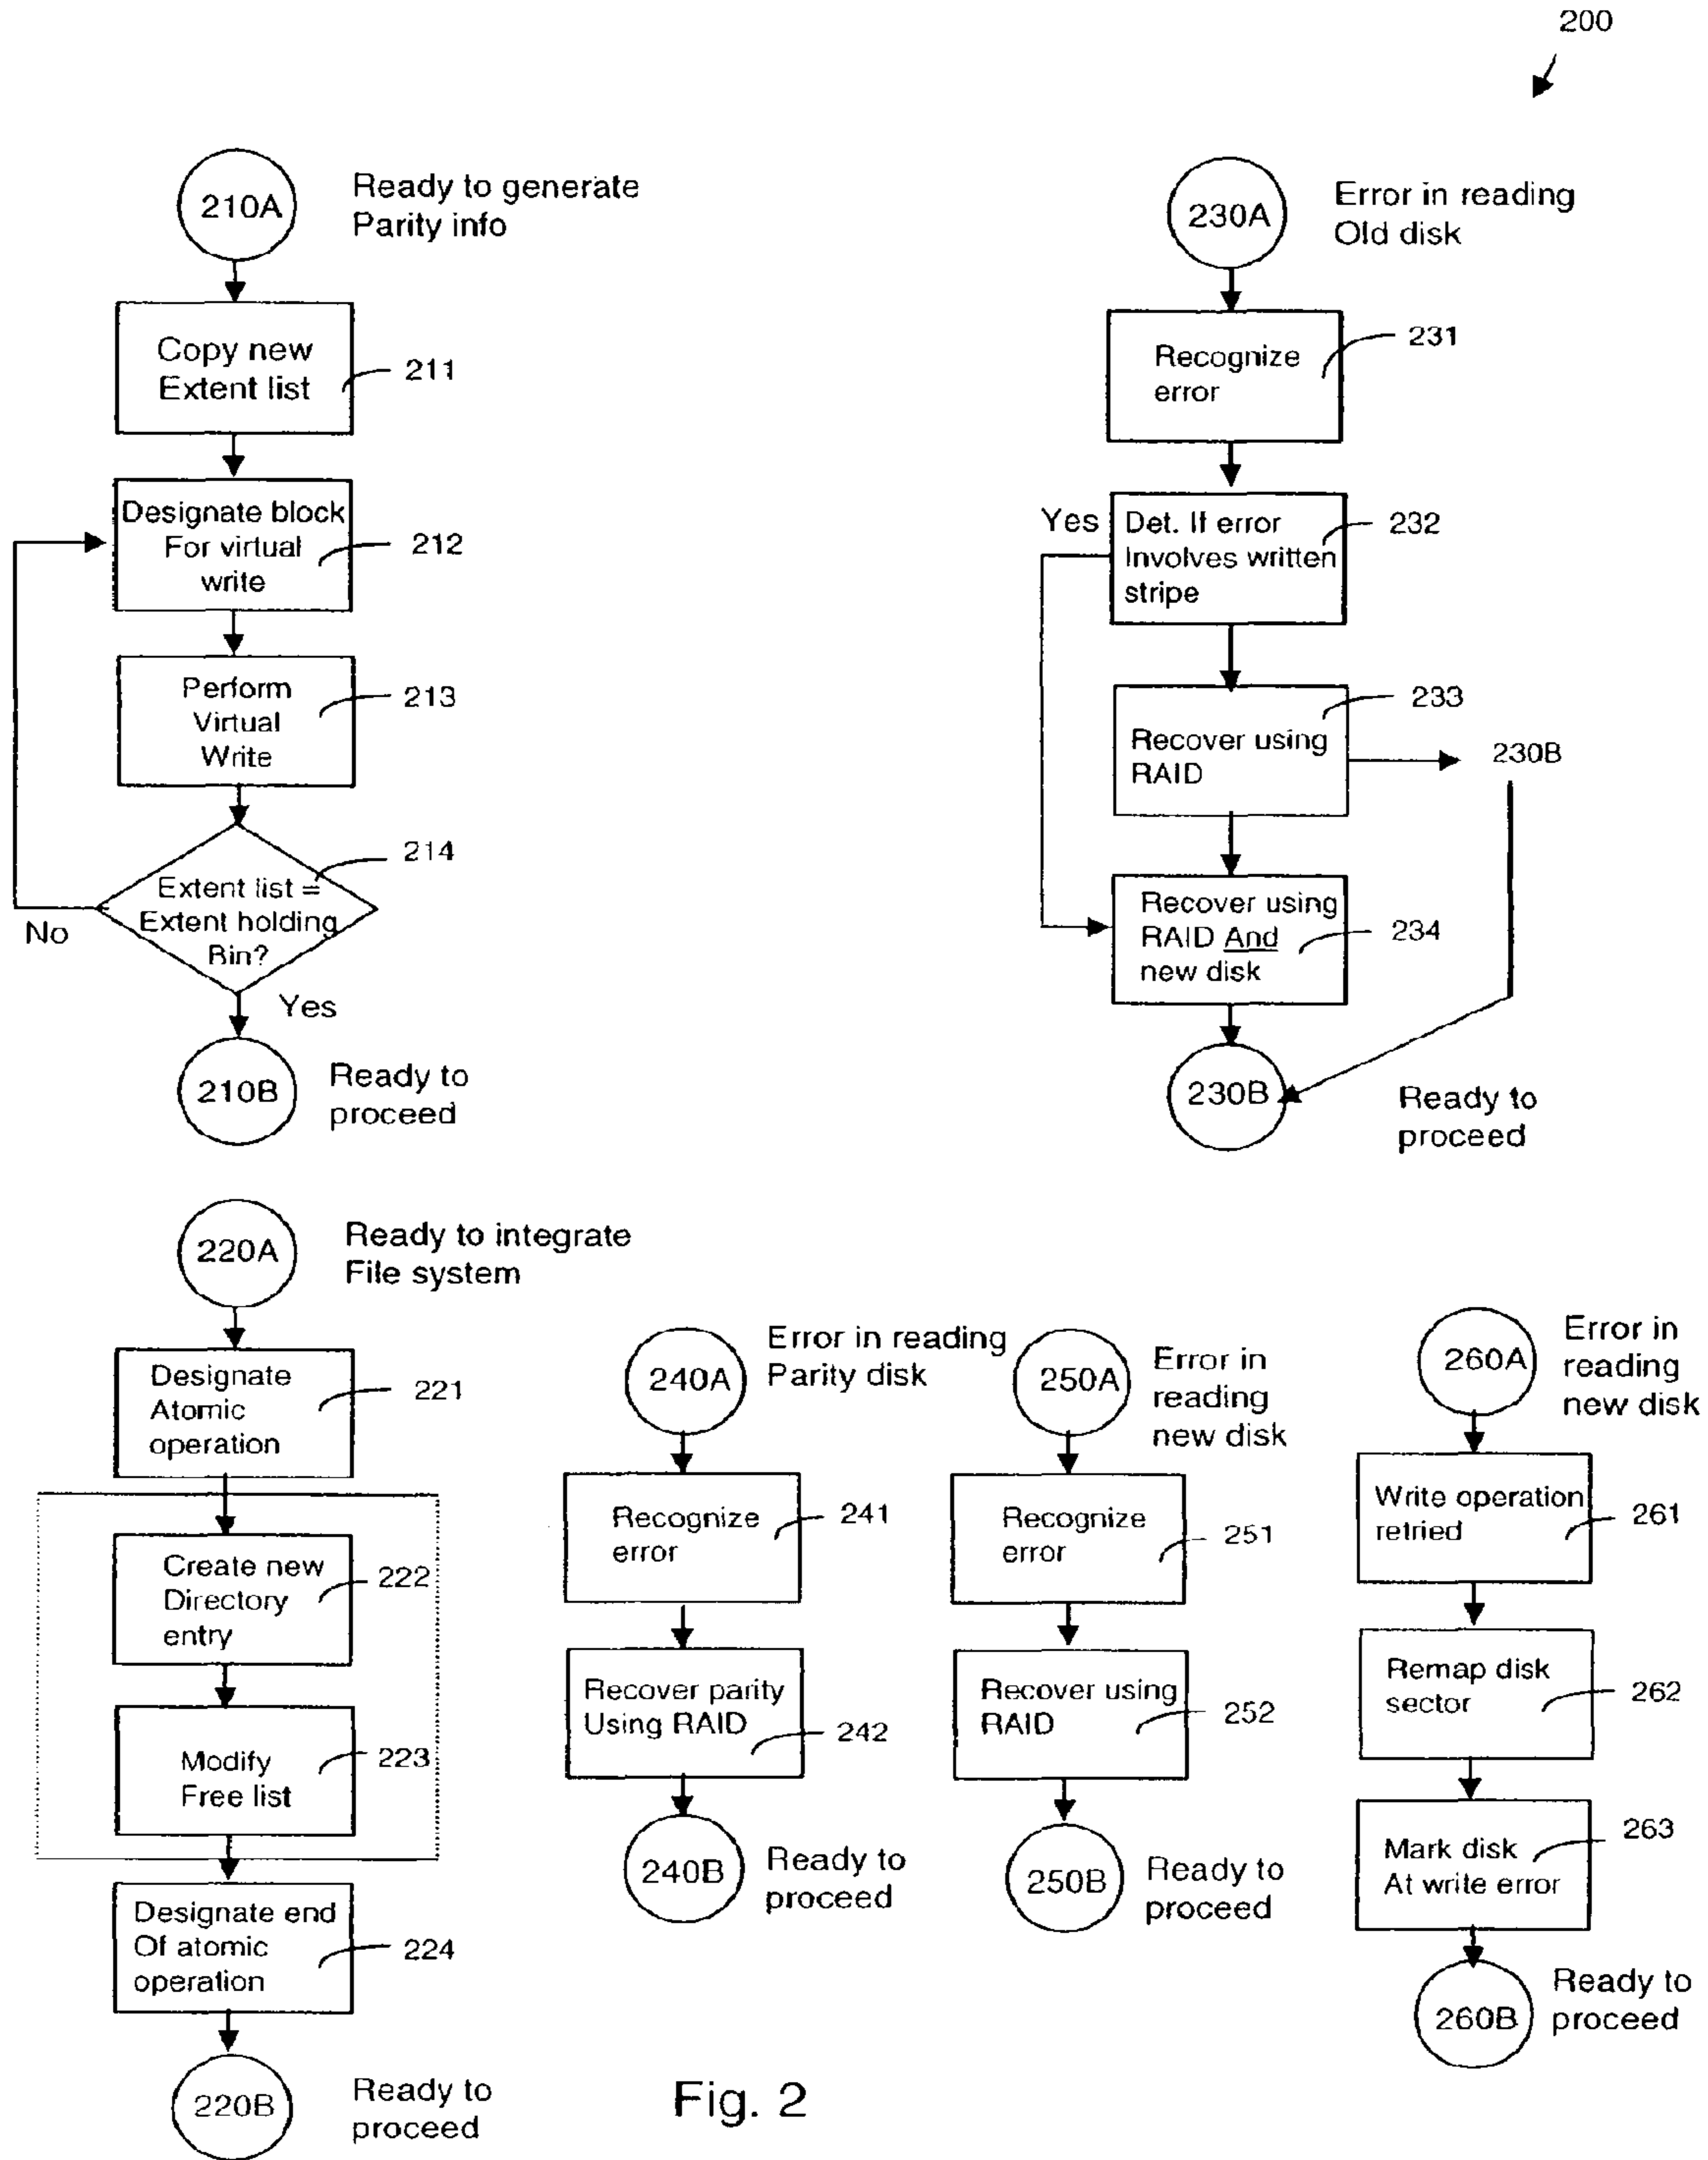 200
210A
Ready to generate
Parity info
Copy new
Extent list
211
Designate block
For virtual
write
212
Perform
Virtual
Write
213
214
Extent list =
Extent holding
Bin?
No
Yes
210B
Ready to
proceed
230A
Error in reading
Old disk
Recognize
error
231
Yes
Det. If error
Involves written
stripe
232
Recover using
RAID
233
230B
Recover using
RAID And
new disk
234
230B
Ready to
proceed
220A
Ready to integrate
File system
Designate
Atomic
operation
221
Create new
Directory
entry
222
Modify
Free list
223
Designate end
Of atomic
operation
224
220B
Ready to
proceed
240A
Error in reading
Parity disk
Recognize
error
241
Recover parity
Using RAID
242
240B
Ready to
proceed
250A
Error in
reading
new disk
Recognize
error
251
Recover using
RAID
252
250B
Ready to
proceed
260A
Error in
reading
new disk
Write operation
retried
261
Remap disk
sector
262
Mark disk
At write error
263
260B
Ready to
proceed
Fig. 2